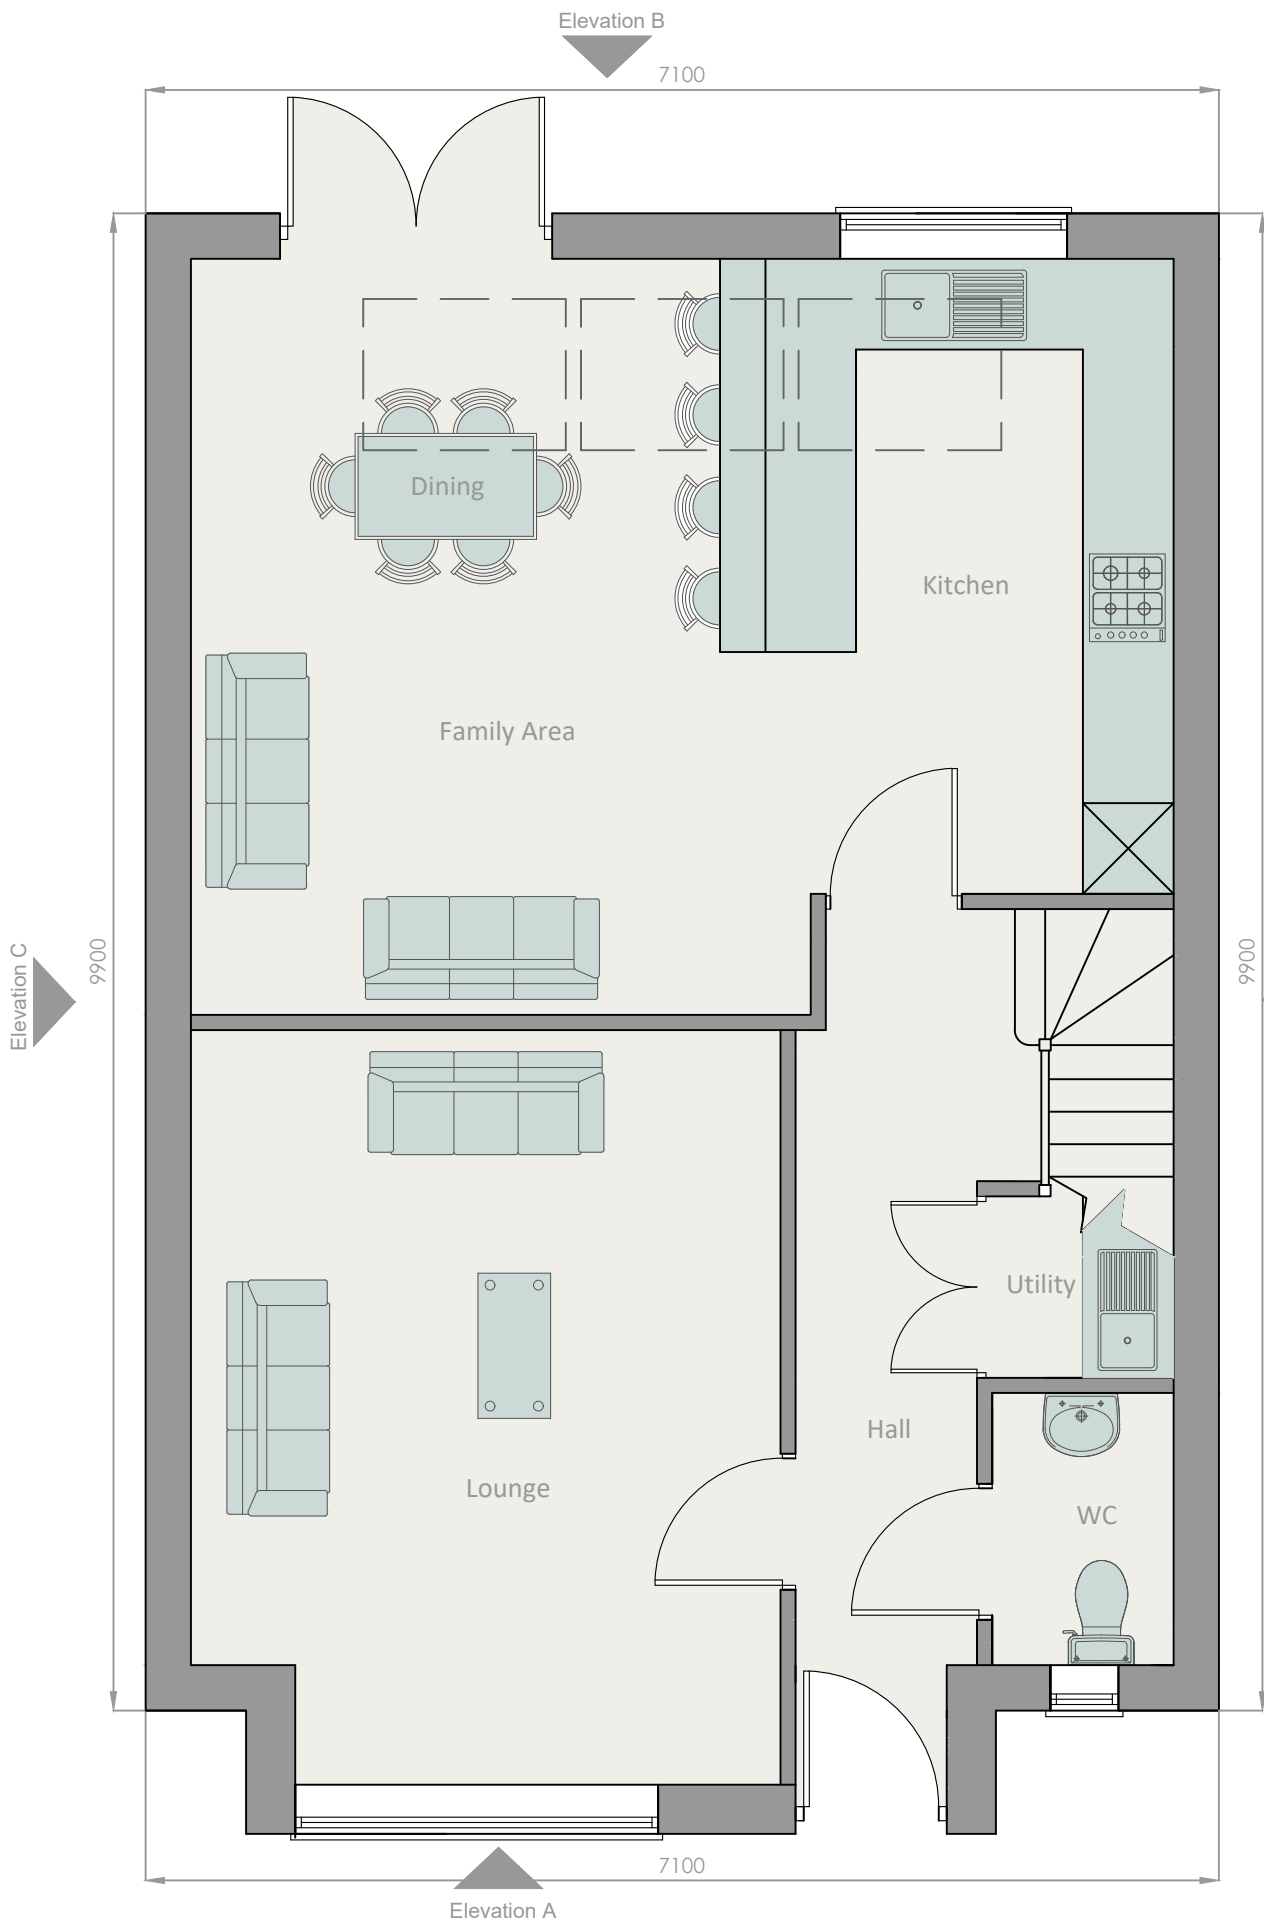 Elevation B
7100
Dining
Kitchen
Family Area
Elevation C
9900
9900
Utility
Hall
Lounge
WC
7100
Elevation A